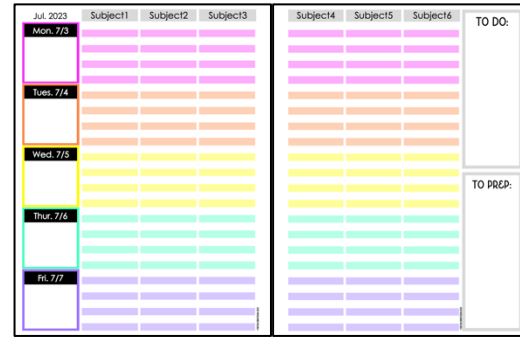 Jul. 2023 Subject1 Subject2 Subject3
Mon. 7/3
Tues. 7/4
Wed. 7/5
Thur. 7/6
Fri. 7/7
Subject4 Subject5 Subject6
TO DO:
TO PREP: